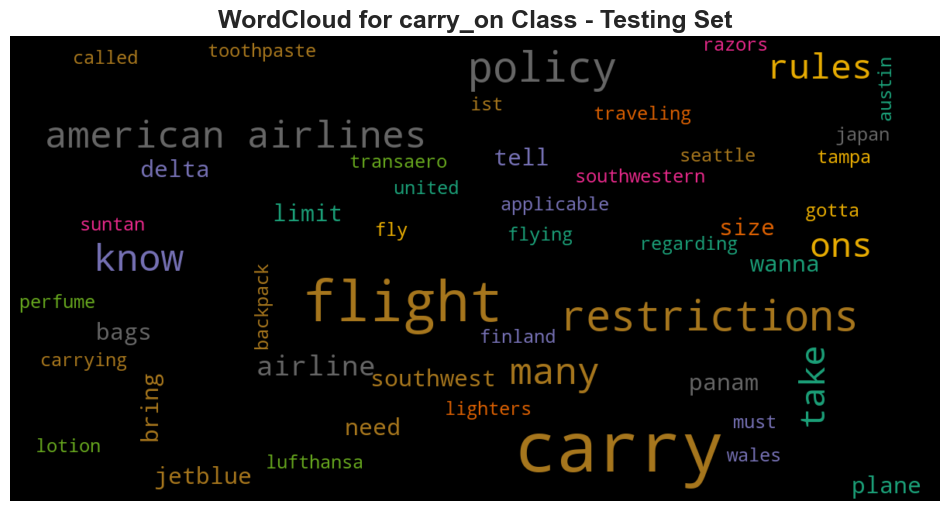 WordCloud for carry_on Class - Testing Set
called
toothpaste
policy
razors
rules
austin
ist
traveling
american airlines
japan
delta
transaero
tell
seattle
tampa
united
southwestern
suntan
limit
fly
applicable
gotta
flying
size
regarding
ons
know
wanna
backpack
perfume
flight
restrictions
bags
finland
carrying
airline
southwest
many
panam
take
bring
lighters
need
must
carry
lotion
lufthansa
wales
jetblue
plane